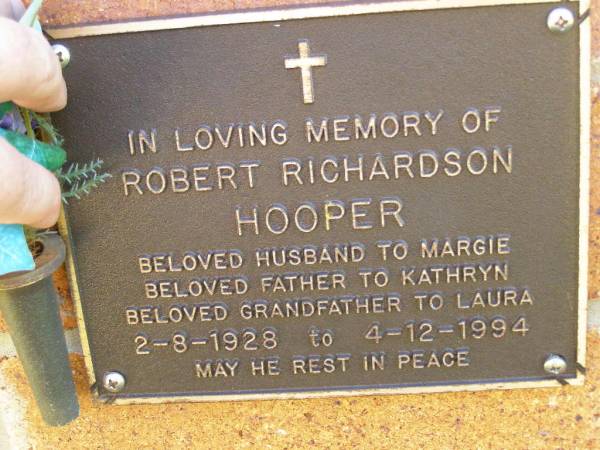 IN LOVING MEMORY OF
ROBERT RICHARDSON
HOOPER
BELOVED HUSBAND TO MARGIE
BELOVED FATHER TO KATHRYN
BELOVED GRANDFATHER TO LAURA
2-8-1928 to 4-12-1994
MAY HE REST IN PEACE